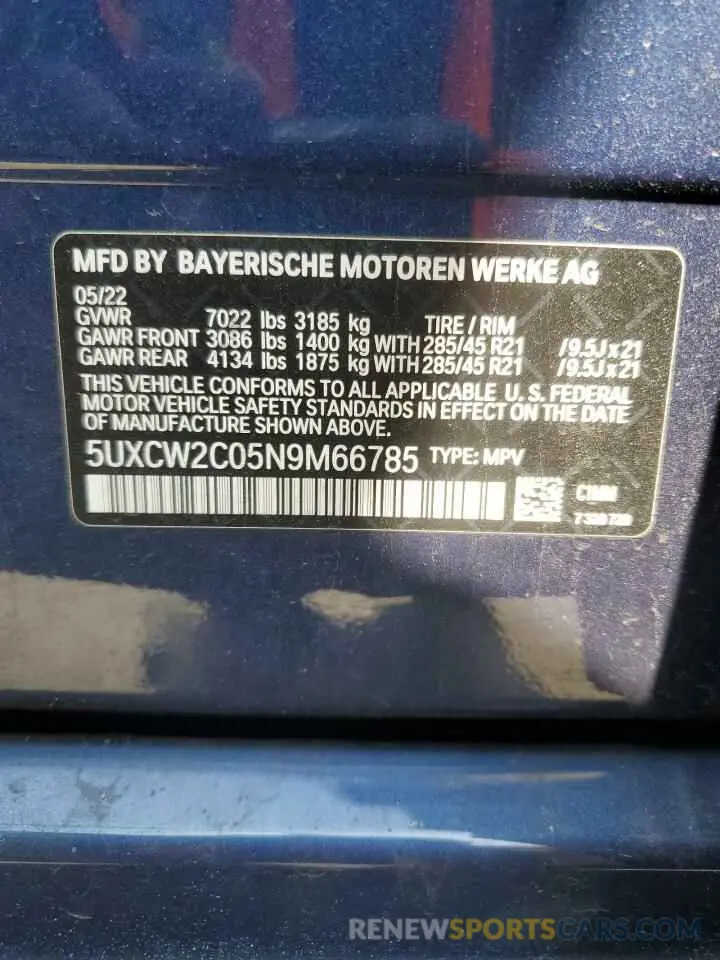 MFD BY BAYERISCHE MOTOREN WERKE AG
05/22
GVWR 7022 lbs 3185 kg TIRE / RIM
GAWR FRONT 3086 lbs 1400 kg WITH 285/45 R21 /9.5Jx21
GAWR REAR 4134 lbs 1875 kg WITH 285/45 R21 /9.5Jx21
THIS VEHICLE CONFORMS TO ALL APPLICABLE U. S. FEDERAL
MOTOR VEHICLE SAFETY STANDARDS IN EFFECT ON THE DATE
OF MANUFACTURE SHOWN ABOVE.
5UXCW2C05N9M66785 TYPE: MPV
RENEWSPORTSCARS.COM